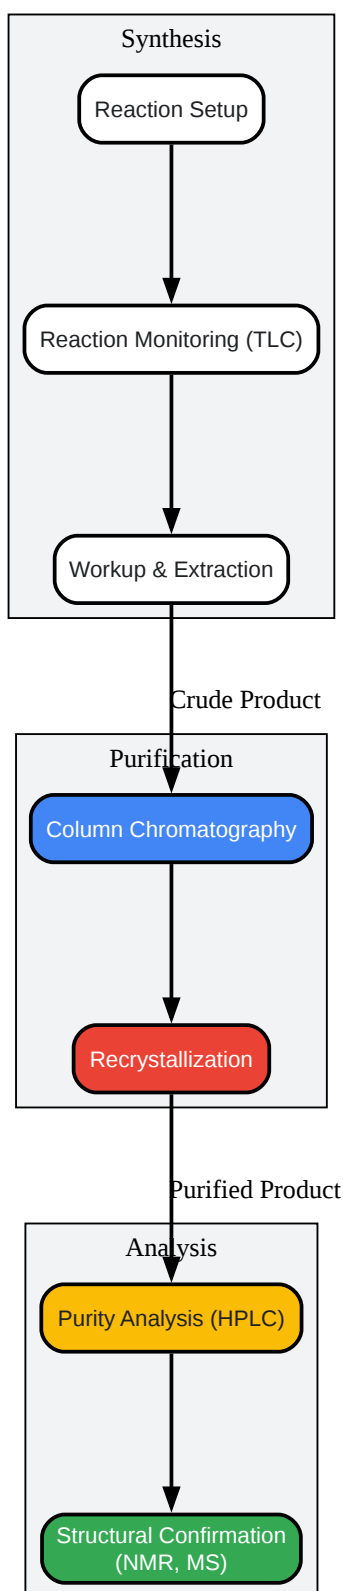 Synthesis
Reaction Setup
Reaction Monitoring (TLC)
Workup & Extraction
Crude Product
Purification
Column Chromatography
Recrystallization
Purified Product
Analysis
Purity Analysis (HPLC)
Structural Confirmation
(NMR, MS)